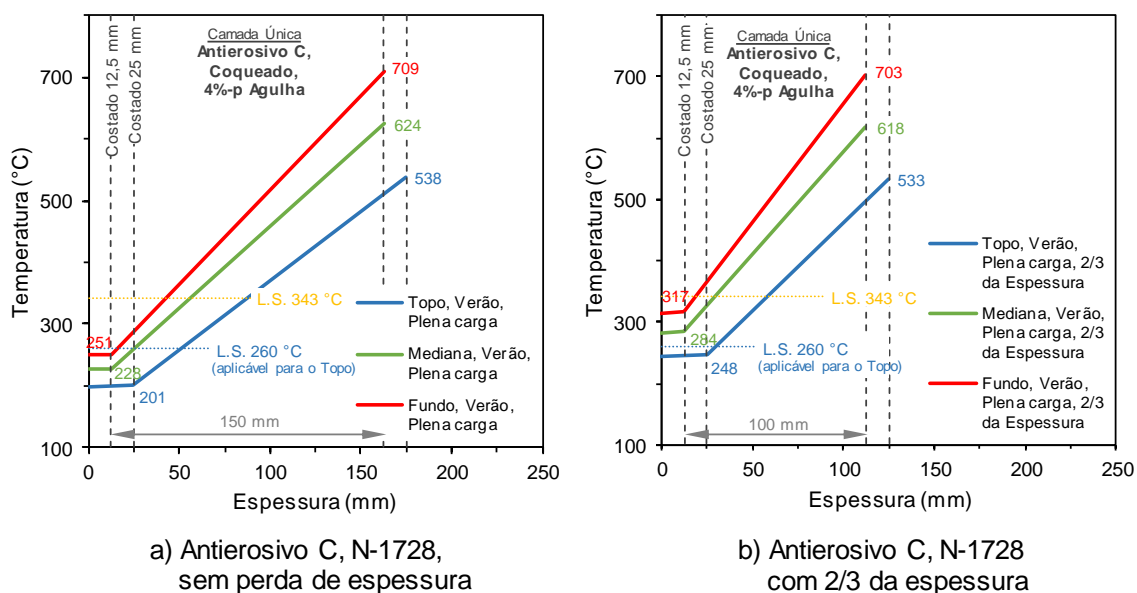 Camada Única
Antierosivo C,
Coqueado,
4%-p Agulha
Costado 12,5 mm
Costado 25 mm
709
624
538
251
228
201
L.S. 343 °C
L.S. 260 °C
(aplicável para o Topo)
Topo, Verão,
Plena carga
Mediana, Verão,
Plena carga
Fundo, Verão,
Plena carga
150 mm
700
500
300
100
Temperatura (°C)
0
50
100
150
200
250
Espessura (mm)
a) Antierosivo C, N-1728,
sem perda de espessura
Camada Única
Antierosivo C,
Coqueado,
4%-p Agulha
Costado 12,5 mm
Costado 25 mm
703
618
533
317
284
248
L.S. 343 °C
L.S. 260 °C
(aplicável para o Topo)
Topo, Verão,
Plena carga, 2/3
da Espessura
Mediana, Verão,
Plena carga, 2/3
da Espessura
Fundo, Verão,
Plena carga, 2/3
da Espessura
100 mm
700
500
300
100
Temperatura (°C)
0
50
100
150
200
250
Espessura (mm)
b) Antierosivo C, N-1728
com 2/3 da espessura